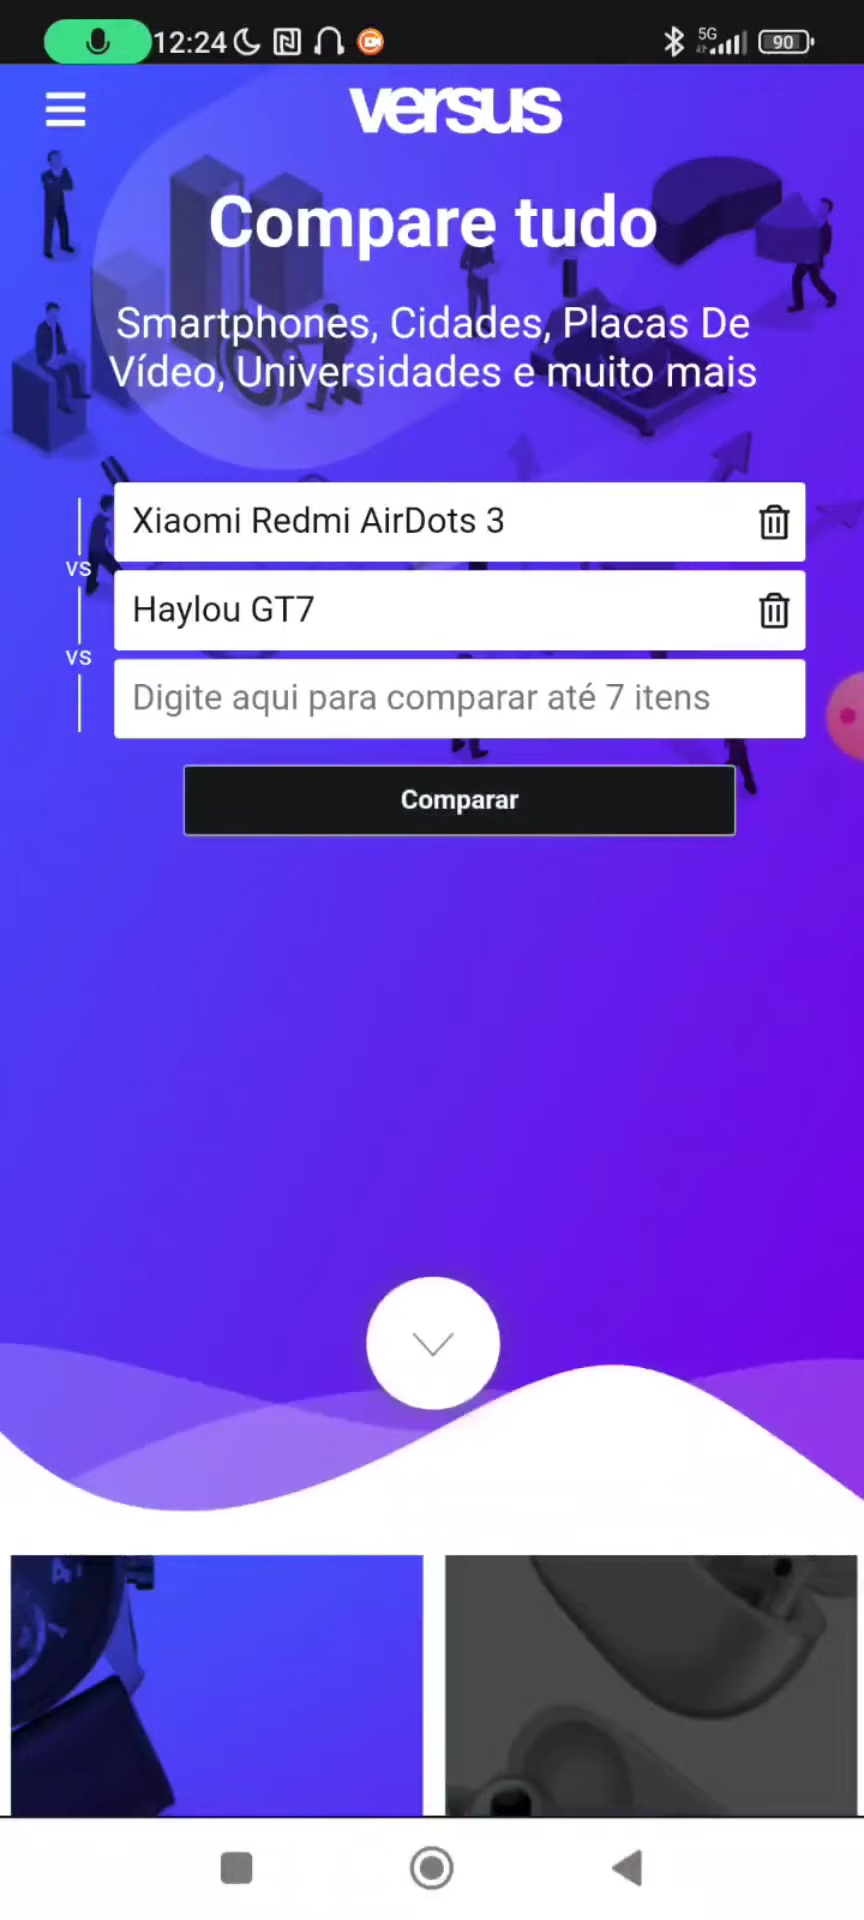 12:24
5G
90
versus
Compare tudo
Smartphones, Cidades, Placas De
Vídeo, Universidades e muito mais
Xiaomi Redmi AirDots 3
vs
Haylou GT7
vs
Digite aqui para comparar até 7 itens
Comparar